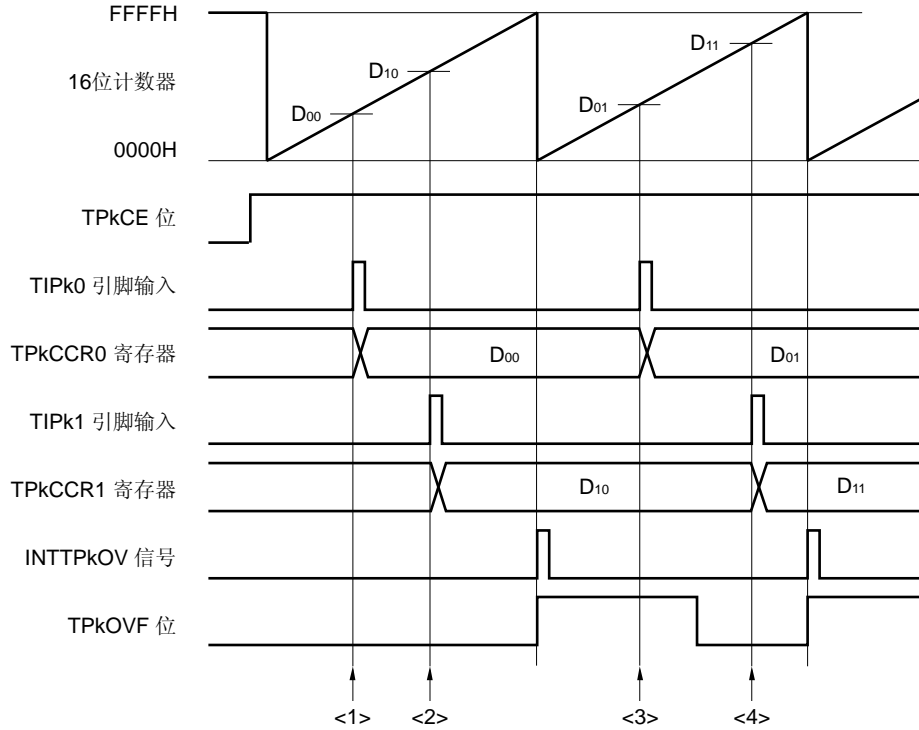 FFFFH
16位计数器
D10
D00
D11
D01
0000H
TPkCE 位
TIPk0 引脚输入
TPkCCR0 寄存器
D00
D01
TIPk1 引脚输入
TPkCCR1 寄存器
D10
D11
INTTPkOV 信号
TPkOVF 位
<1>
<2>
<3>
<4>